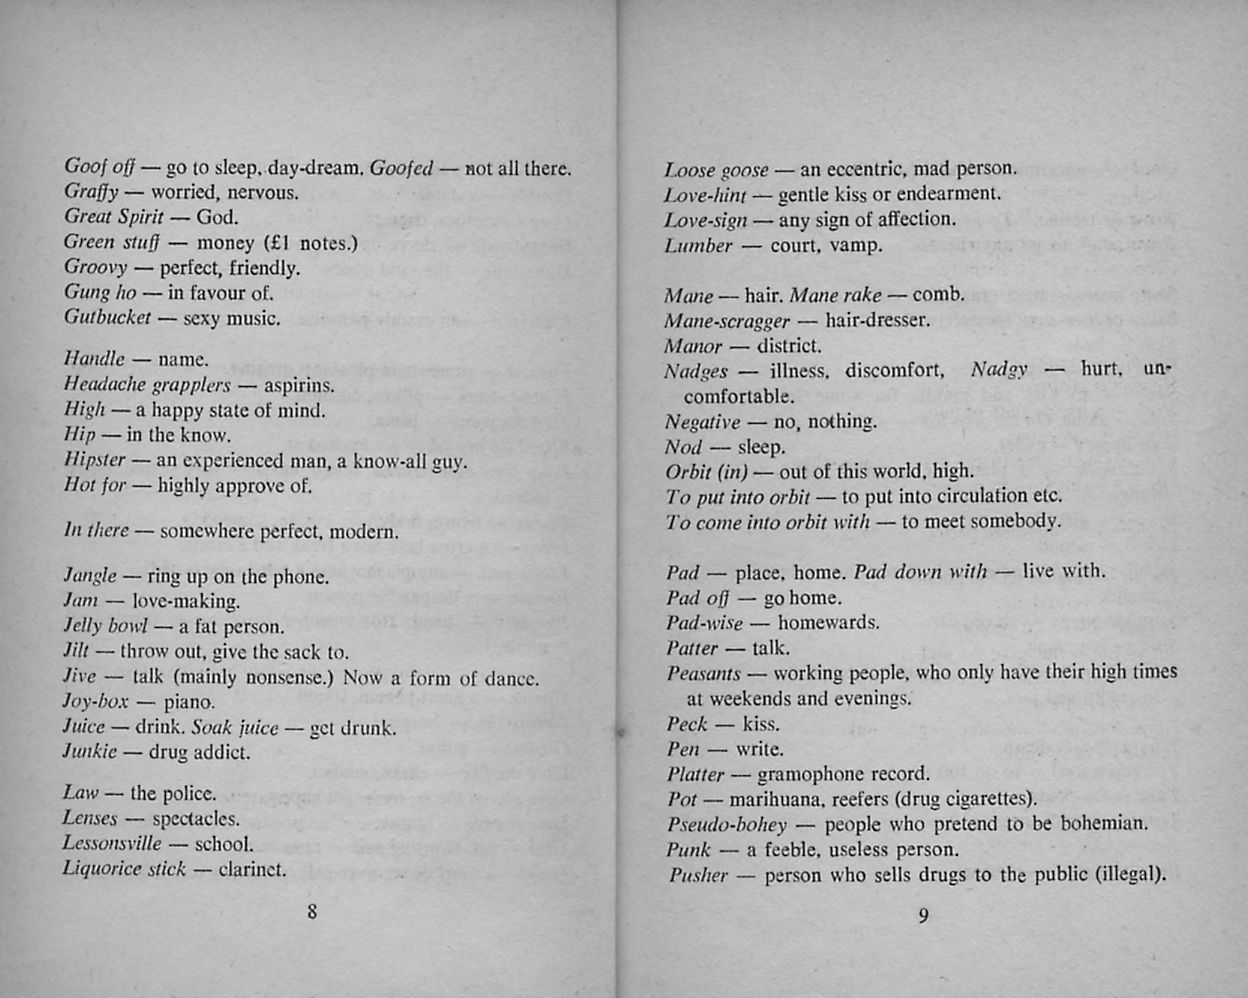 Goof off — go to sleep, day-dream. Goofed — not all there.
Graffy — worried, nervous.
Great Spirit — God.
Green stuff — money (£1 notes.)
Groovy — perfect, friendly.
Gung ho — in favour of.
Gutbucket — sexy music.
Handle — name.
Headache grapplers — aspirins.
High — a happy state of mind.
Hip — in the know.
Hipster — an experienced man, a know-all guy.
Hot for — highly approve of.
In there — somewhere perfect, modern.
Jangle — ring up on the phone.
Jam — love-making.
Jelly bowl — a fat person.
Jilt — throw out, give the sack to.
Jive — talk (mainly nonsense.) Now a form of dance.
Joy-box — piano.
Juice — drink. Soak juice — get drunk.
Junkie — drug addict.
Law — the police.
Lenses — spectacles.
Lessonsville — school.
Liquorice stick — clarinet.
8
Loose goose — an eccentric, mad person.
Love-hint — gentle kiss or endearment.
Love-sign — any sign of affection.
Lumber — court, vamp.
Mane — hair. Mane rake — comb.
Mane-scragger — hair-dresser.
Manor — district.
Nadges — illness, discomfort, Nadgy — hurt, un-
comfortable.
Negative — no, nothing.
Nod — sleep.
Orbit (in) — out of this world, high.
To put into orbit — to put into circulation etc.
To come into orbit with — to meet somebody.
Pad — place, home. Pad down with — live with.
Pad off — go home.
Pad-wise — homewards.
Patter — talk.
Peasants — working people, who only have their high times
at weekends and evenings.
Peck — kiss.
Pen — write.
Platter — gramophone record.
Pot — marihuana, reefers (drug cigarettes).
Pseudo-bohey — people who pretend to be bohemian.
Punk — a feeble, useless person.
Pusher — person who sells drugs to the public (illegal).
9